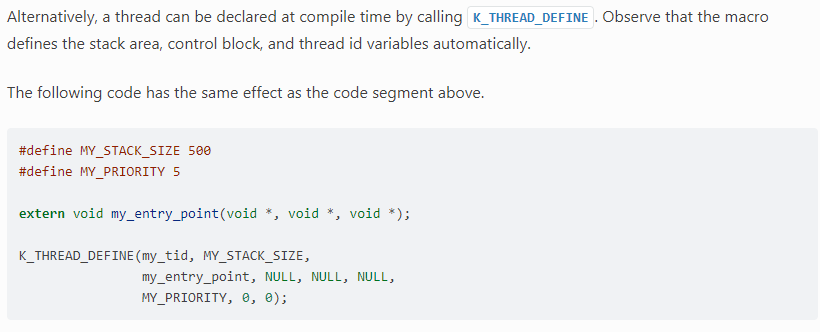 Alternatively, a thread can be declared at compile time by calling K_THREAD_DEFINE. Observe that the macro
defines the stack area, control block, and thread id variables automatically.
The following code has the same effect as the code segment above.
#define MY_STACK_SIZE 500
#define MY_PRIORITY 5
extern void my_entry_point(void *, void *, void *);
K_THREAD_DEFINE(my_tid, MY_STACK_SIZE,
                my_entry_point, NULL, NULL, NULL,
                MY_PRIORITY, 0, 0);